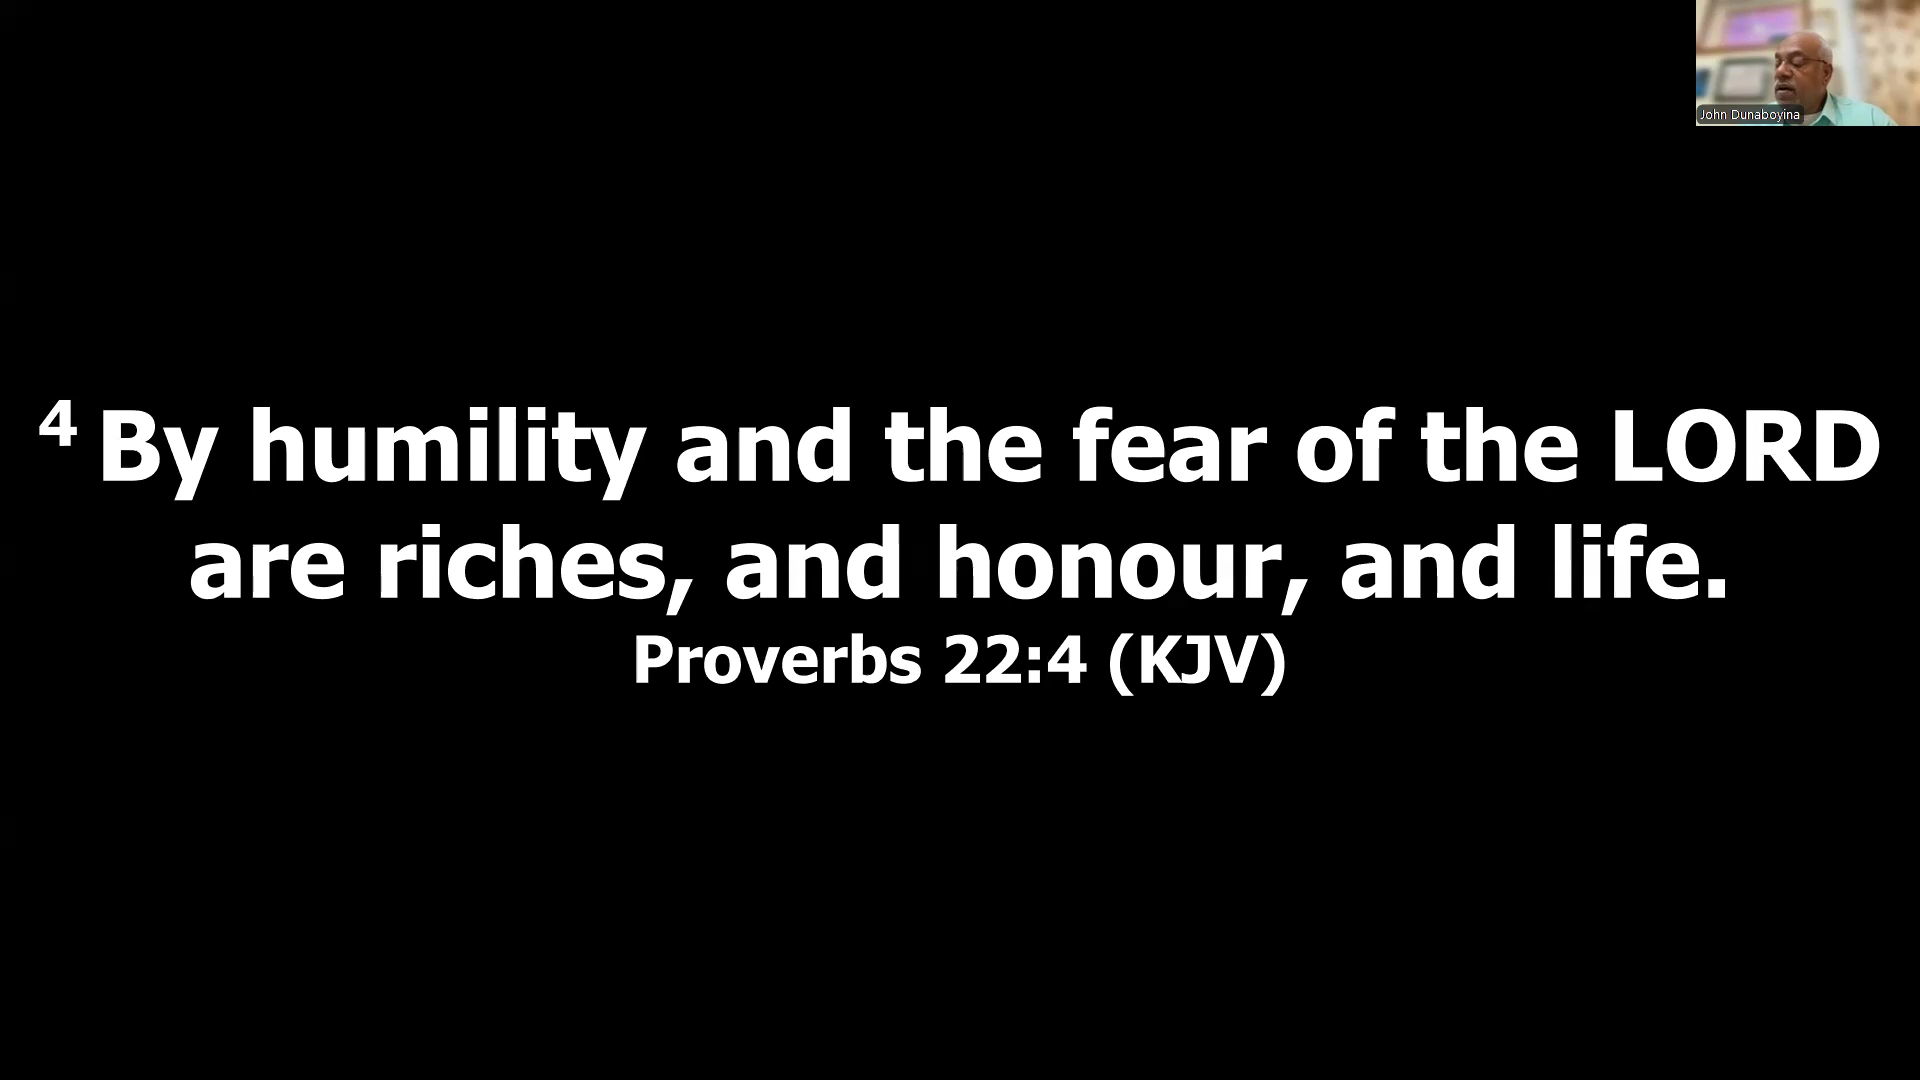 John Dunaboyina
4 By humility and the fear of the LORD
are riches, and honour, and life.
Proverbs 22:4 (KJV)